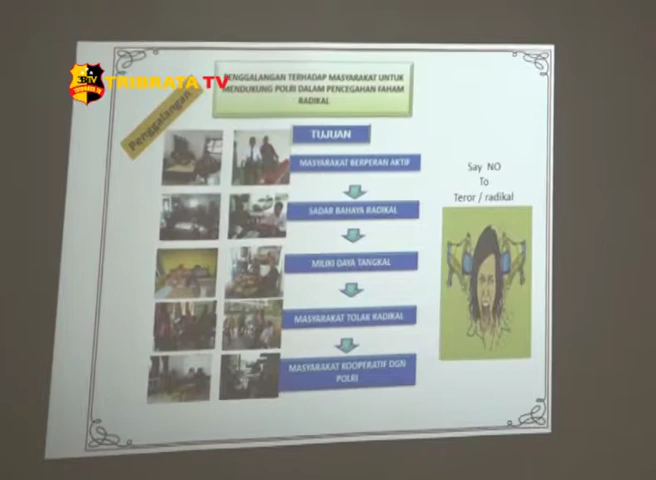 TRIBRATA TV
Penggalangan
PENGGALANGAN TERHADAP MASYARAKAT UNTUK
MENDUKUNG POLRI DALAM PENCEGAHAN FAHAM
RADIKAL
TUJUAN
MASYARAKAT BERPERAN AKTIF
SADAR BAHAYA RADIKAL
MILIKI DAYA TANGKAL
MASYARAKAT TOLAK RADIKAL
MASYARAKAT KOOPERATIF DGN
POLRI
Say NO
To
Teror / radikal